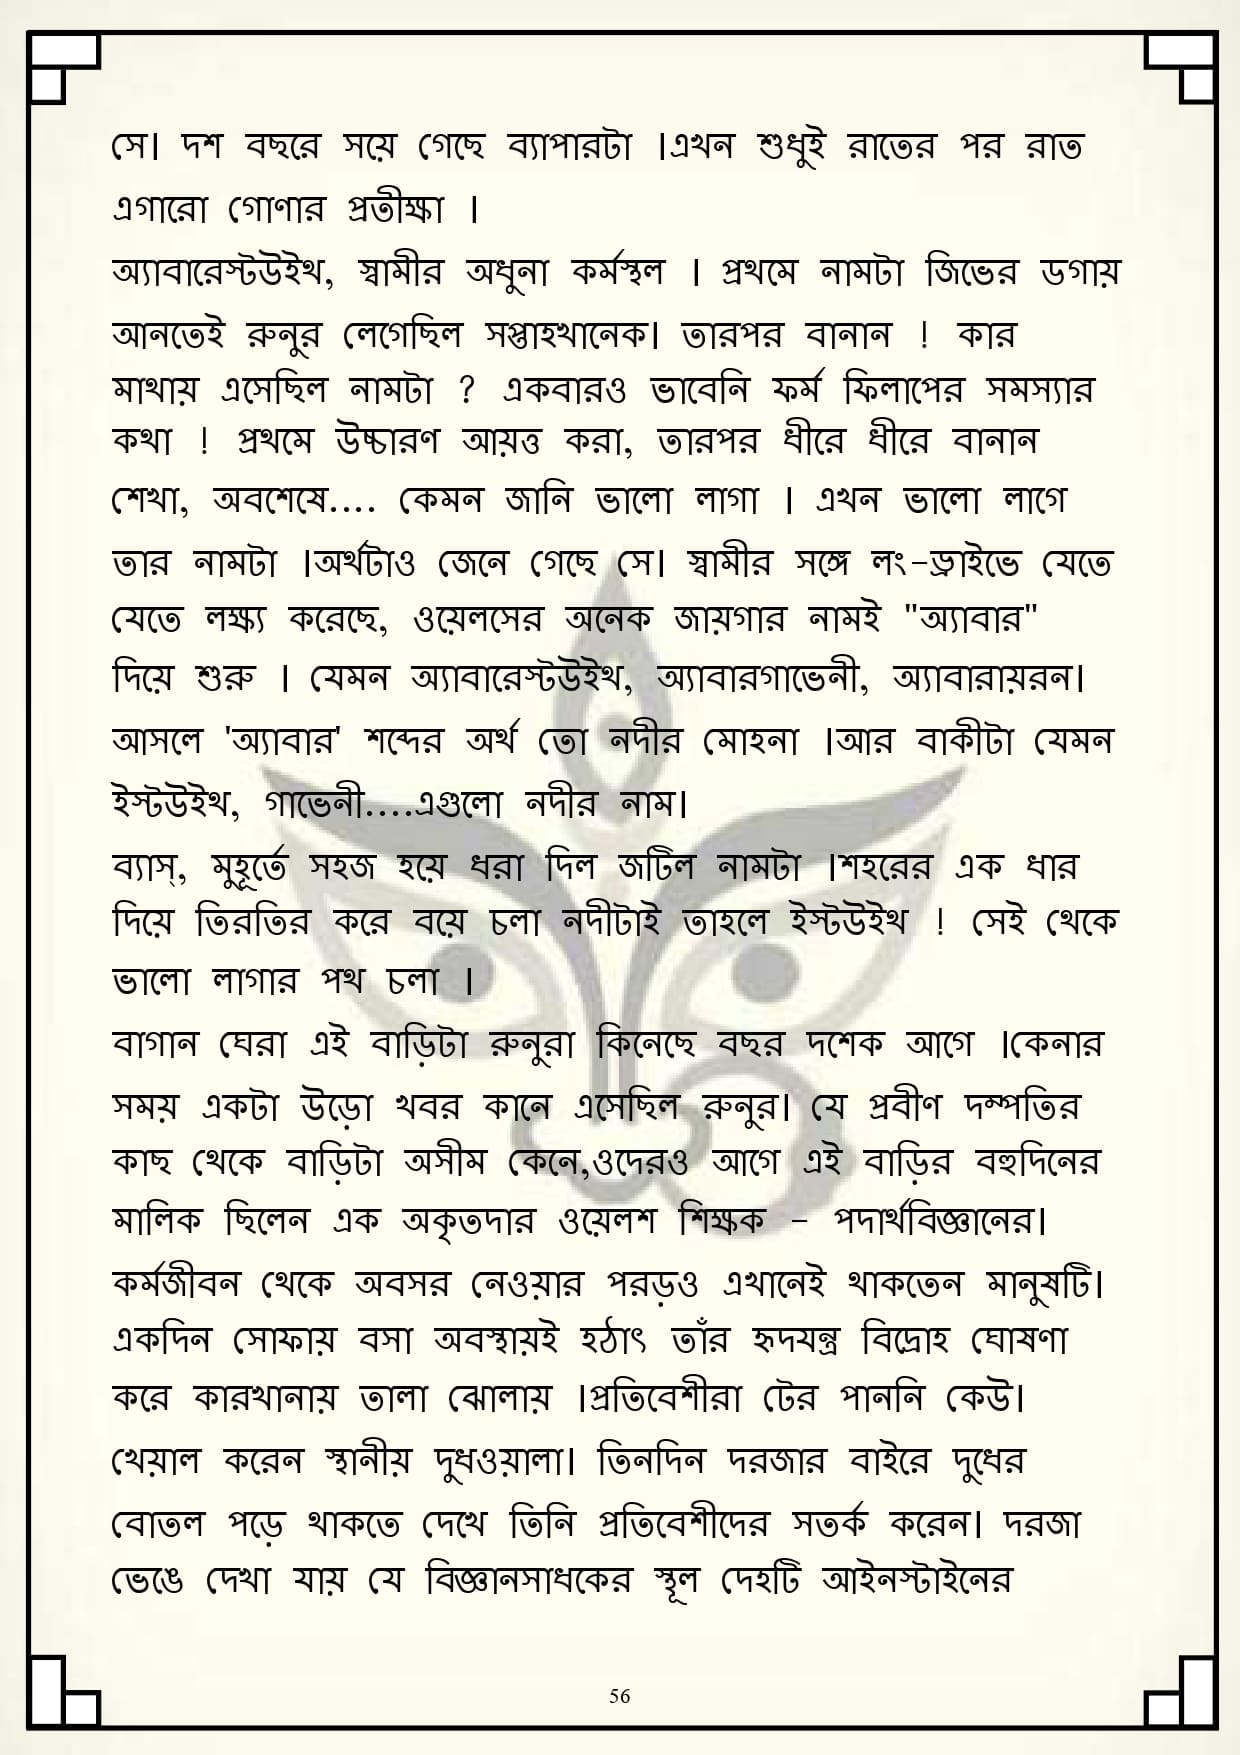 সে। দশ বছরে সয়ে গেছে ব্যাপারটা ।এখন শুধুই রাতের পর রাত
এগারো গোণার প্রতীক্ষা ।
অ্যাবারেস্টউইথ, স্বামীর অধুনা কর্মস্থল । প্রথমে নামটা জিভের ডগায়
আনতেই রুনুর লেগেছিল সপ্তাহখানেক। তারপর বানান ! কার
মাথায় এসেছিল নামটা ? একবারও ভাবেনি ফর্ম ফিলাপের সমস্যার
কথা ! প্রথমে উচ্চারণ আয়ত্ত করা, তারপর ধীরে ধীরে বানান
শেখা, অবশেষে.... কেমন জানি ভালো লাগা । এখন ভালো লাগে
তার নামটা ।অর্থটাও জেনে গেছে সে। স্বামীর সঙ্গে লং-ড্রাইভে যেতে
যেতে লক্ষ্য করেছে, ওয়েলসের অনেক জায়গার নামই "অ্যাবার"
দিয়ে শুরু । যেমন অ্যাবারেস্টউইথ, অ্যাবারগাভেনী, অ্যাবারায়রন।
আসলে 'অ্যাবার' শব্দের অর্থ তো নদীর মোহনা ।আর বাকীটা যেমন
ইস্টউইথ, গাভেনী....এগুলো নদীর নাম।
ব্যাস্, মুহূর্তে সহজ হয়ে ধরা দিল জটিল নামটা ।শহরের এক ধার
দিয়ে তিরতির করে বয়ে চলা নদীটাই তাহলে ইস্টউইথ ! সেই থেকে
ভালো লাগার পথ চলা ।
বাগান ঘেরা এই বাড়িটা রুনুরা কিনেছে বছর দশেক আগে ।কেনার
সময় একটা উড়ো খবর কানে এসেছিল রুনুর। যে প্রবীণ দম্পতির
কাছ থেকে বাড়িটা অসীম কেনে,ওদেরও আগে এই বাড়ির বহুদিনের
মালিক ছিলেন এক অকৃতদার ওয়েলশ শিক্ষক - পদার্থবিজ্ঞানের।
কর্মজীবন থেকে অবসর নেওয়ার পরড়ও এখানেই থাকতেন মানুষটি।
একদিন সোফায় বসা অবস্থায়ই হঠাৎ তাঁর হৃদযন্ত্র বিদ্রোহ ঘোষণা
করে কারখানায় তালা ঝোলায় ।প্রতিবেশীরা টের পাননি কেউ।
খেয়াল করেন স্থানীয় দুধওয়ালা। তিনদিন দরজার বাইরে দুধের
বোতল পড়ে থাকতে দেখে তিনি প্রতিবেশীদের সতর্ক করেন। দরজা
ভেঙে দেখা যায় যে বিজ্ঞানসাধকের স্থূল দেহটি আইনস্টাইনের
56